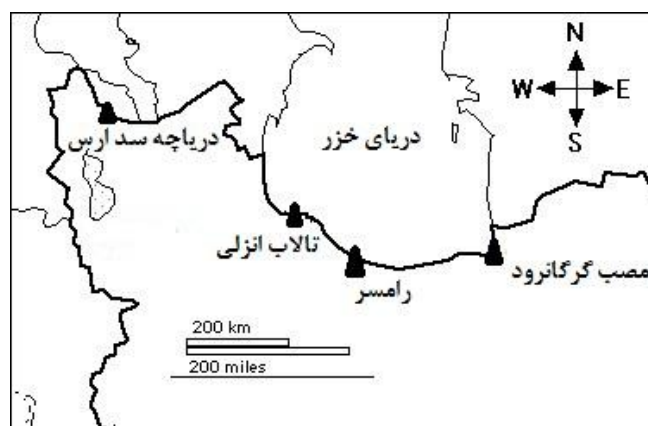 N
W E
S
دریای خزر
دریاچه سد ارس
تالاب انزلی
مصب گرگانرود
رامسر
200 km
200 miles